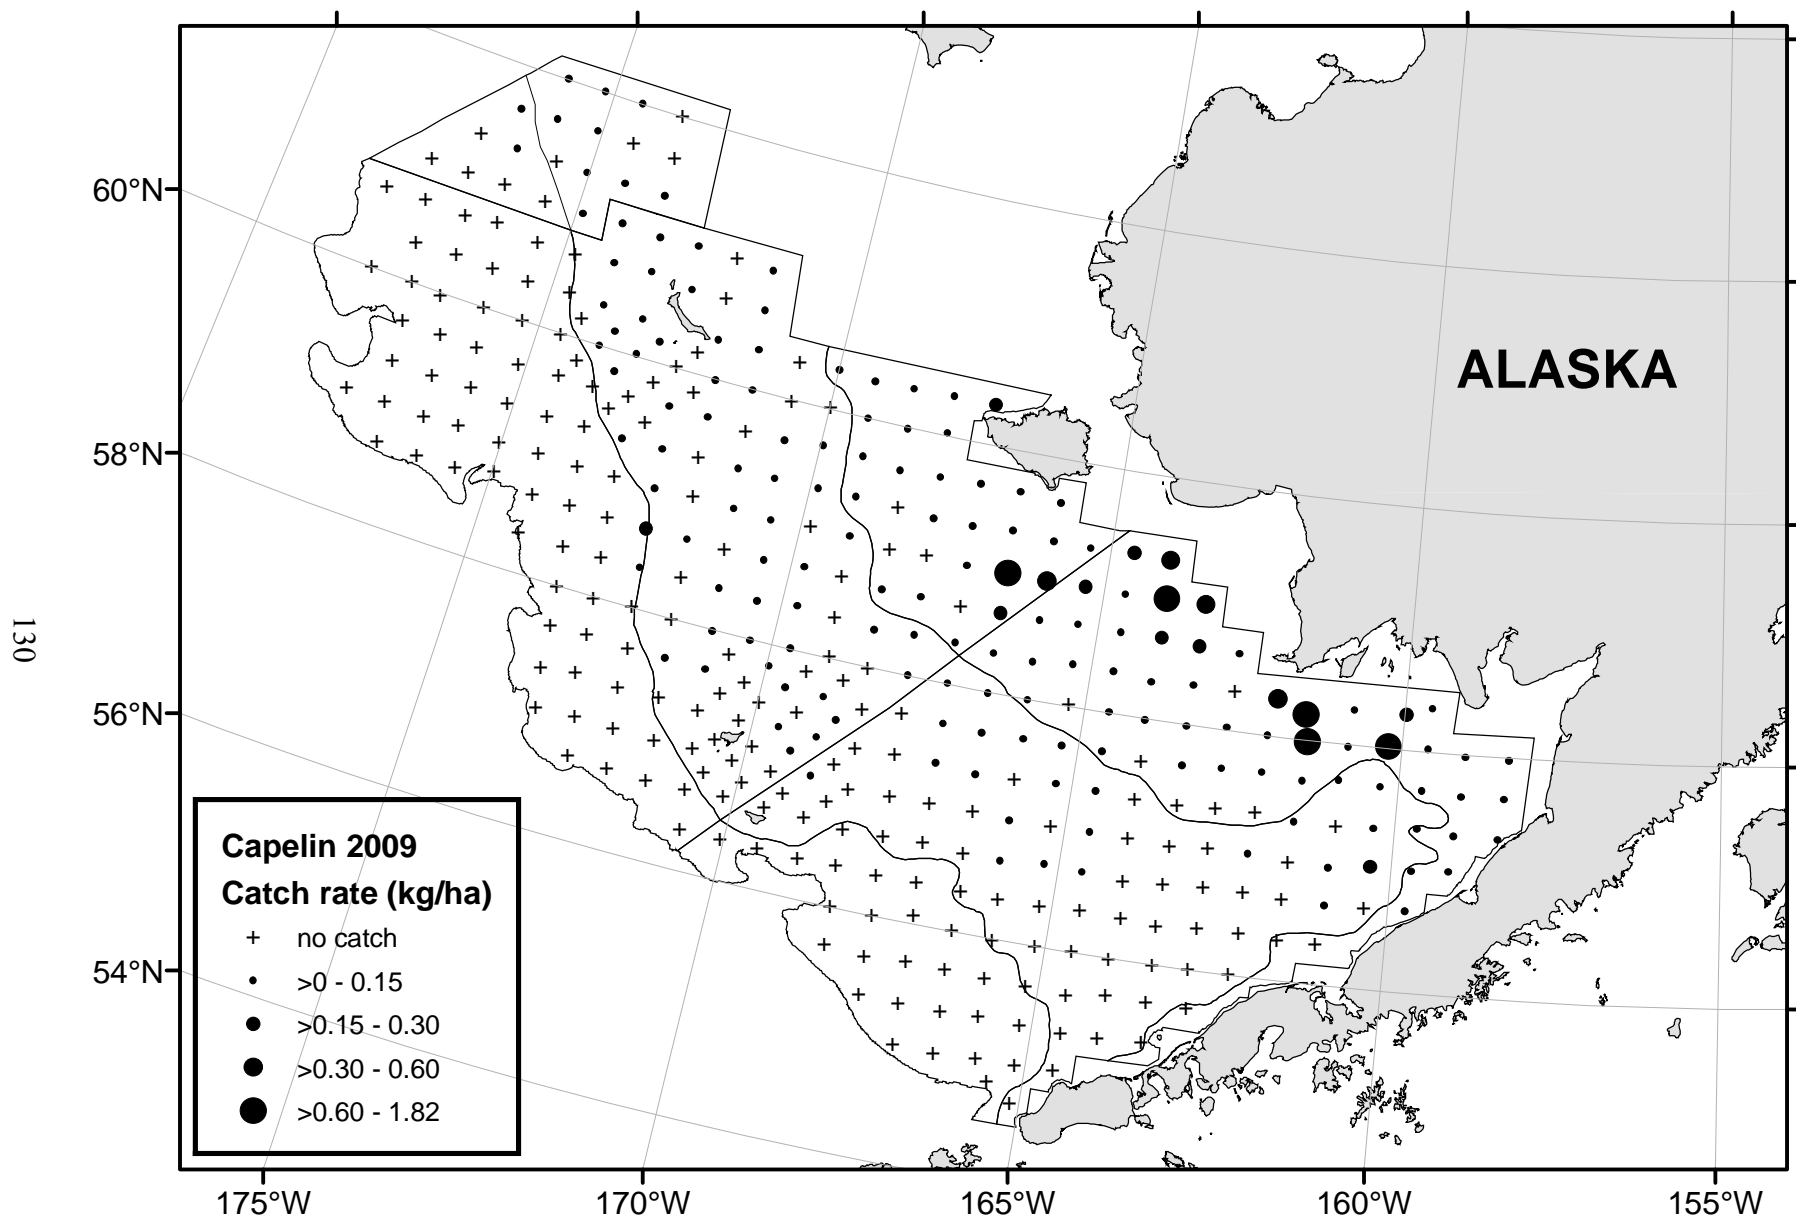 60°N
58°N
56°N
54°N
130
ALASKA
Capelin 2009
Catch rate (kg/ha)
no catch
>0 - 0.15
>0.15 - 0.30
>0.30 - 0.60
>0.60 - 1.82
175°W
170°W
165°W
160°W
155°W